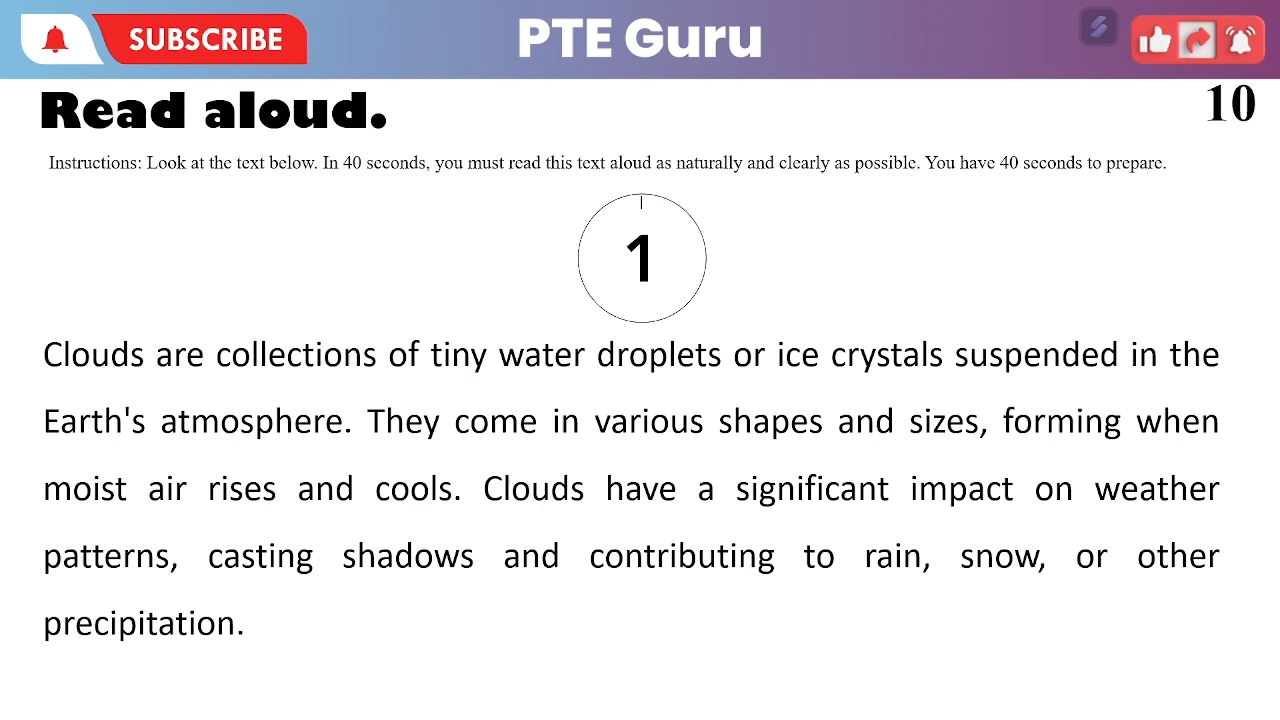 SUBSCRIBE
PTE Guru
Read aloud.
10
Instructions: Look at the text below. In 40 seconds, you must read this text aloud as naturally and clearly as possible. You have 40 seconds to prepare.
1
Clouds are collections of tiny water droplets or ice crystals suspended in the
Earth's atmosphere. They come in various shapes and sizes, forming when
moist air rises and cools. Clouds have a significant impact on weather
patterns, casting shadows and contributing to rain, snow, or other
precipitation.